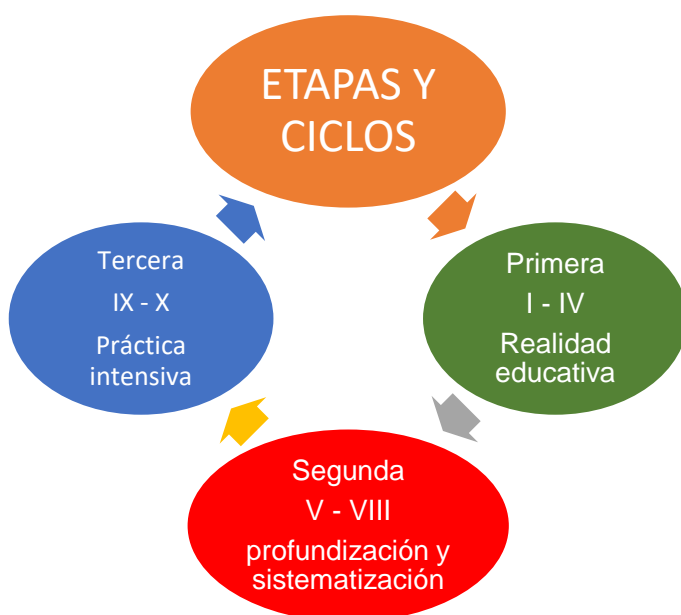 ETAPAS Y
CICLOS
Primera
I - IV
Realidad
educativa
Segunda
V - VIII
profundización y
sistematización
Tercera
IX - X
Práctica
intensiva